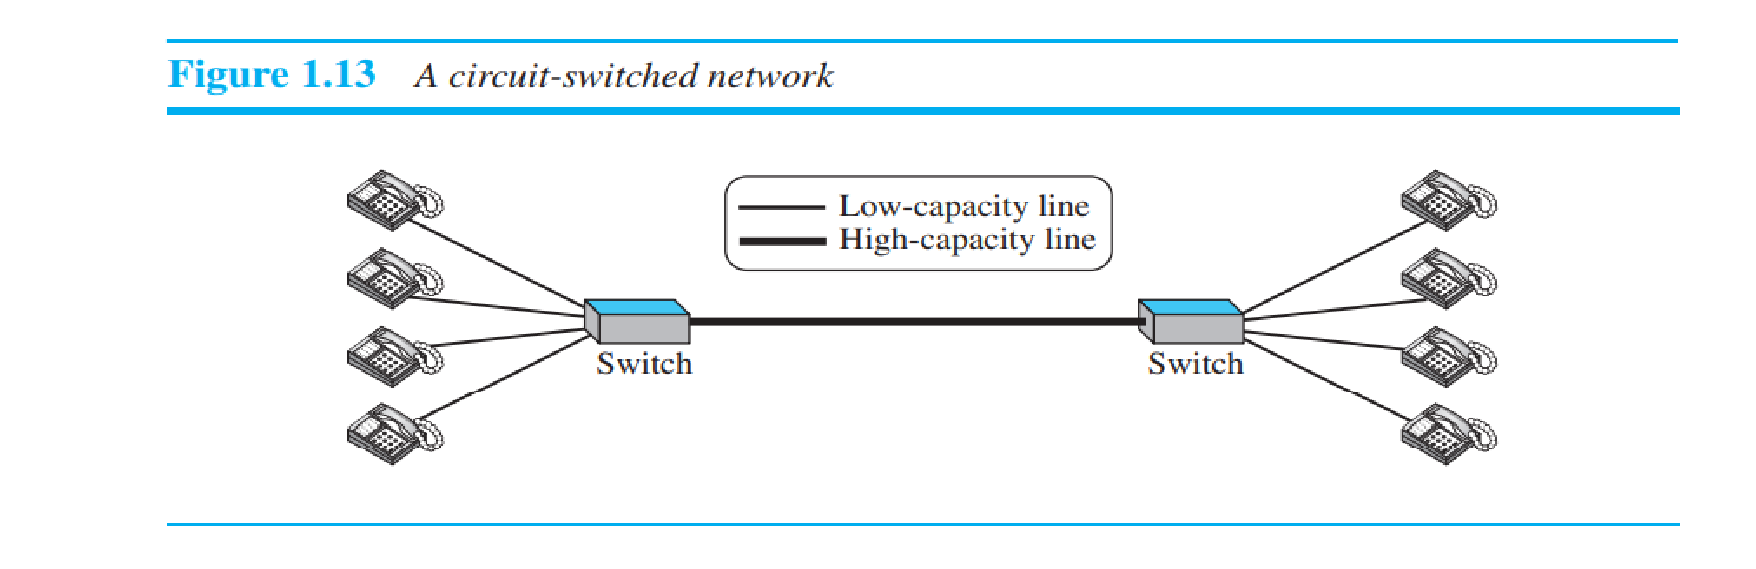 Figure 1.13 A circuit-switched network
Low-capacity line
High-capacity line
Switch
Switch